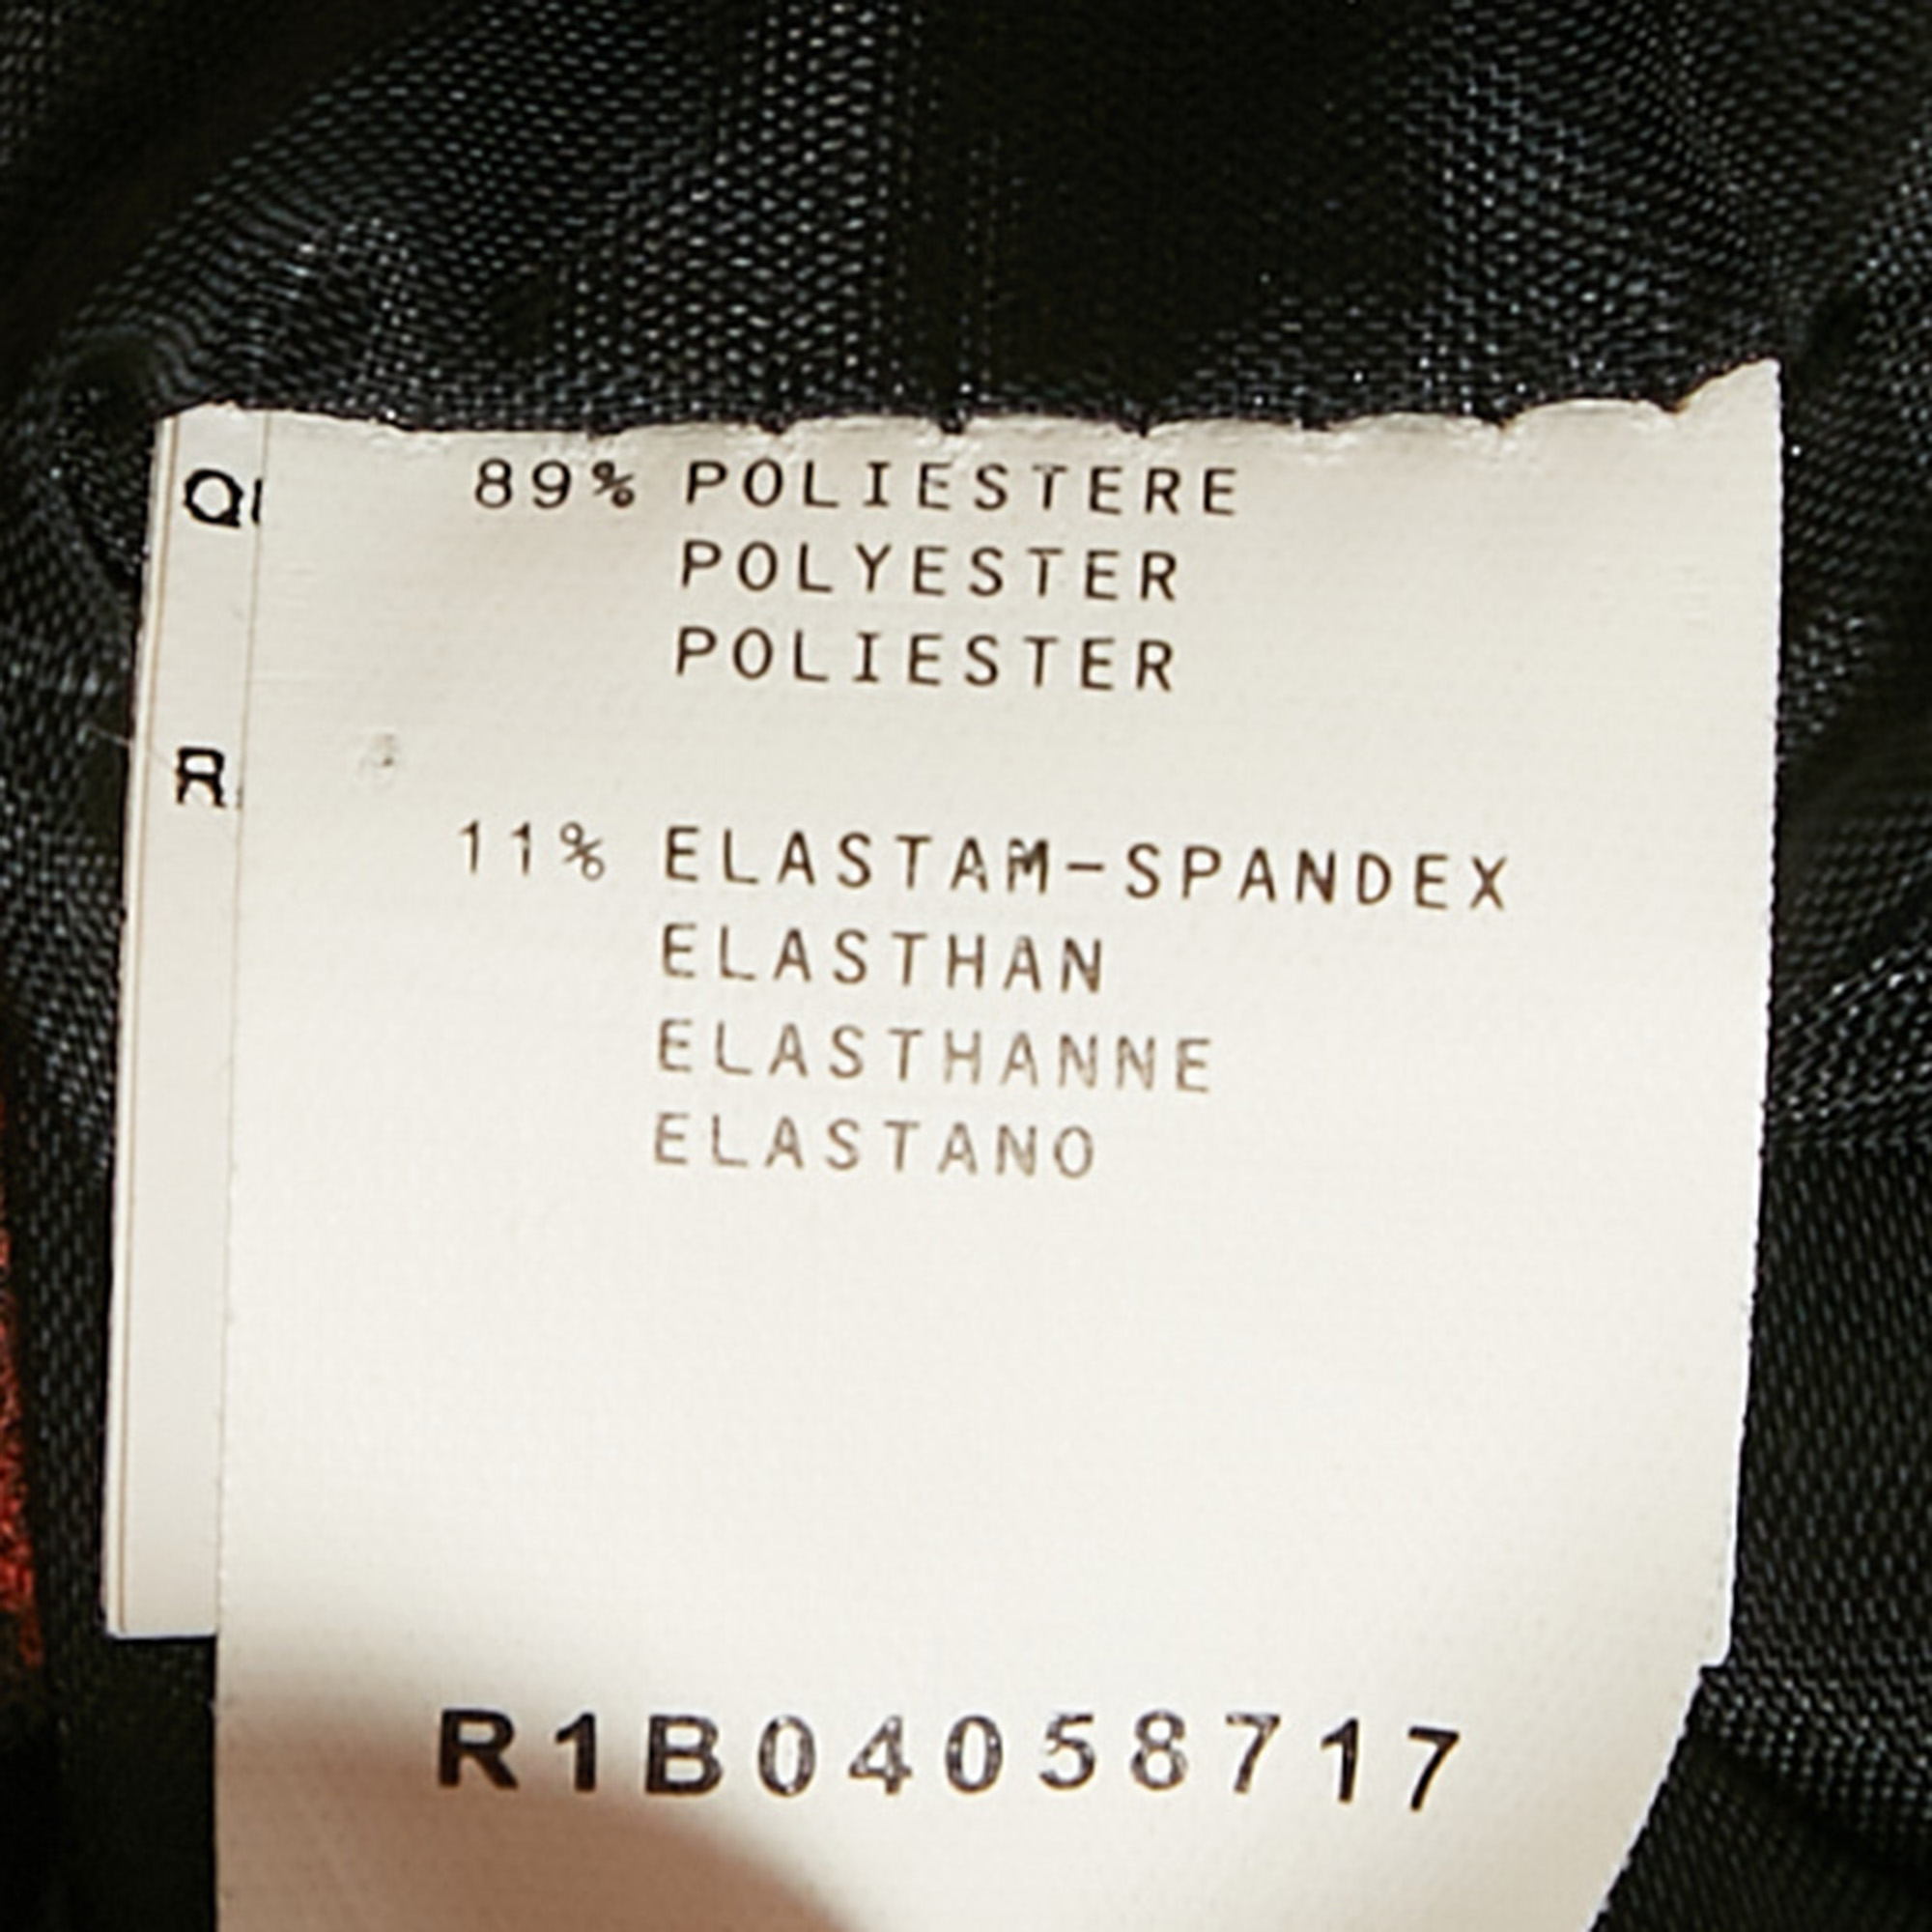 89% POLIESTERE
POLYESTER
POLIESTER
11% ELASTAM-SPANDEX
ELASTHAN
ELASTHANNE
ELASTANO
R1B04058717